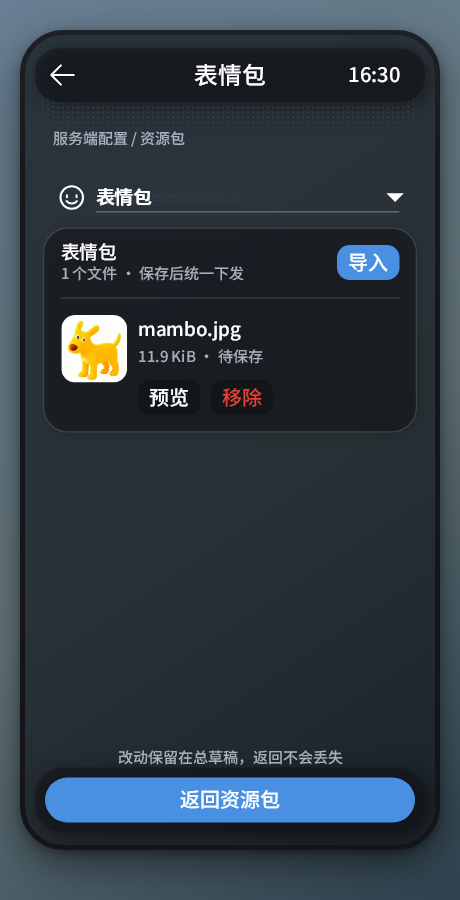 表情包
16:30
服务端配置 / 资源包
表情包
表情包
导入
1 个文件 · 保存后统一下发
mambo.jpg
11.9 KiB · 待保存
预览
移除
改动保留在总草稿，返回不会丢失
返回资源包